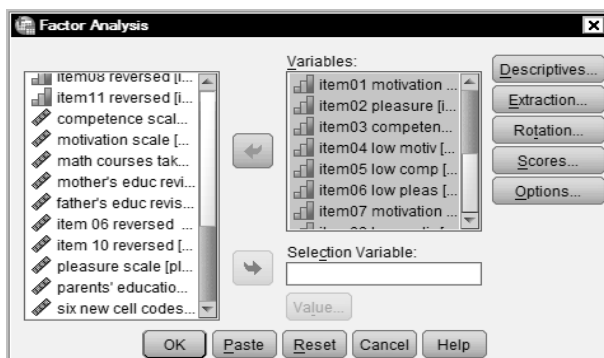 Factor Analysis
item08 reversed [i...
item11 reversed [i...
competence scal...
motivation scale [...
math courses tak...
mother's educ revi...
father's educ revis...
item 06 reversed ...
item 10 reversed [...
pleasure scale [pl...
parents' educatio...
six new cell codes...
Variables:
item01 motivation ...
item02 pleasure [i...
item03 competen...
item04 low motiv [...
item05 low comp [...
item06 low pleas [...
item07 motivation ...
Selection Variable:
Value...
Descriptives...
Extraction...
Rotation...
Scores...
Options...
OK
Paste
Reset
Cancel
Help